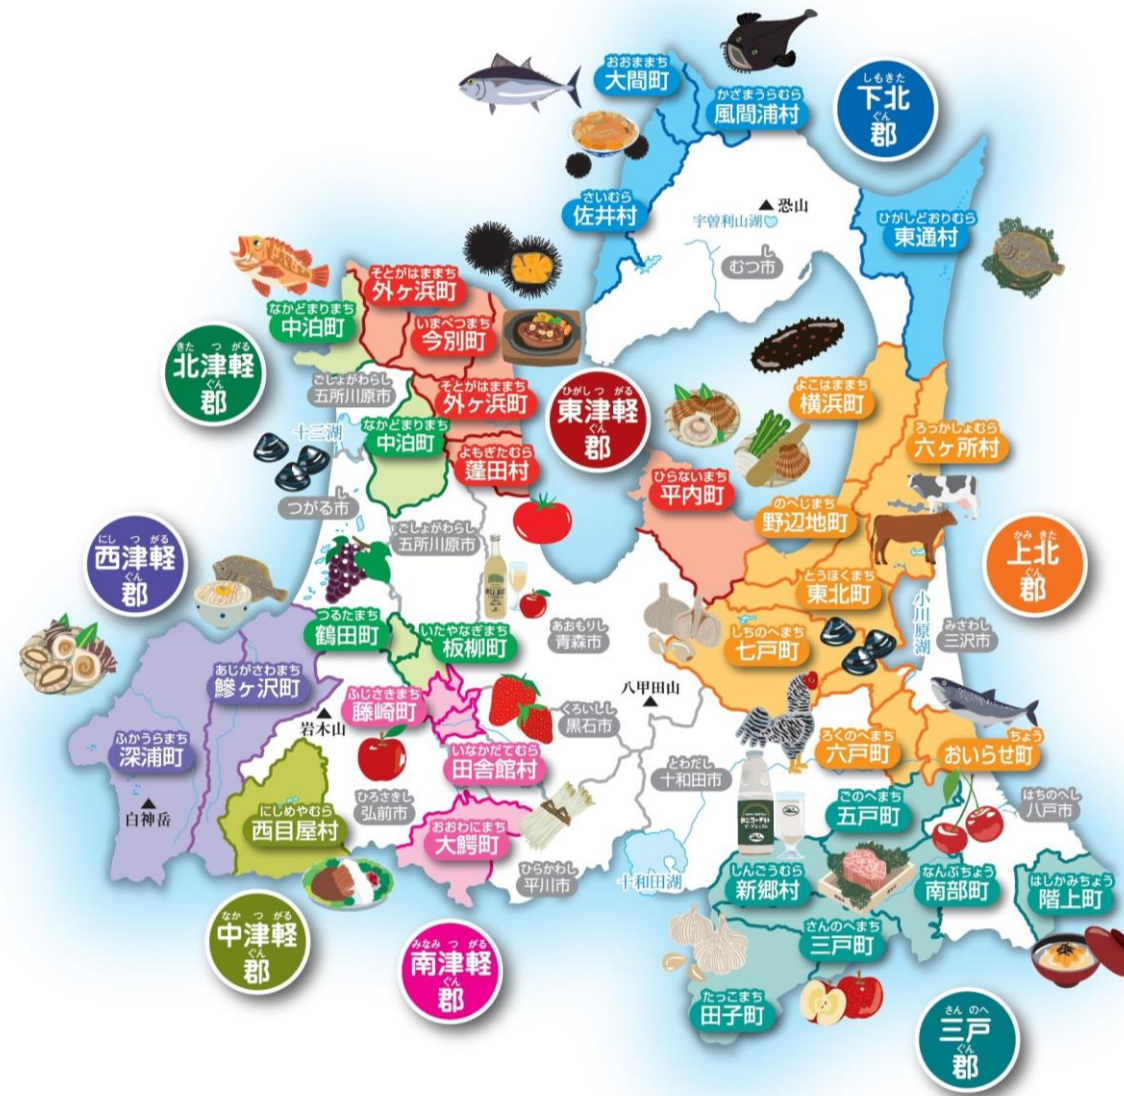 おおままち
大間町
かざまうらむら
風間浦村
しもきた
下北
ぐん
郡
さいむら
佐井村
恐山
宇曽利山湖
し
むつ市
ひがしどおりむら
東通村
そとがはままち
外ヶ浜町
なかどまりまち
中泊町
いまべつまち
今別町
きた つ がる
北津軽
ぐん
郡
ごしょがわらし
五所川原市
そとがはままち
外ヶ浜町
ひがしつ がる
東津軽
ぐん
郡
よこはままち
横浜町
十三湖
なかどまりまち
中泊町
よもぎたむら
蓬田村
ろっかしょむら
六ヶ所村
ひらないまち
平内町
のへじまち
野辺地町
し
つがる市
ごしょがわらし
五所川原市
にし つ がる
西津軽
ぐん
郡
かみ きた
上北
ぐん
郡
とうほくまち
東北町
小川原湖
みさわし
三沢市
つるたまち
鶴田町
いたやなぎまち
板柳町
あおもりし
青森市
しちのへまち
七戸町
あじがさわまち
鰺ヶ沢町
ふじさきまち
藤崎町
八甲田山
くろいしし
黒石市
岩木山
ふかうらまち
深浦町
いなかだてむら
田舎館村
とわだし
十和田市
ろくのへまち
六戸町
ちょう
おいらせ町
はちのへし
八戸市
白神岳
にしめやむら
西目屋村
ひろさきし
弘前市
おおわにまち
大鰐町
ごのへまち
五戸町
ひらかわし
平川市
十和田湖
しんごうむら
新郷村
なんぶちょう
南部町
はしかみちょう
階上町
なか つ がる
中津軽
ぐん
郡
みなみ つ がる
南津軽
ぐん
郡
さんのへまち
三戸町
たっこまち
田子町
さん のへ
三戸
ぐん
郡